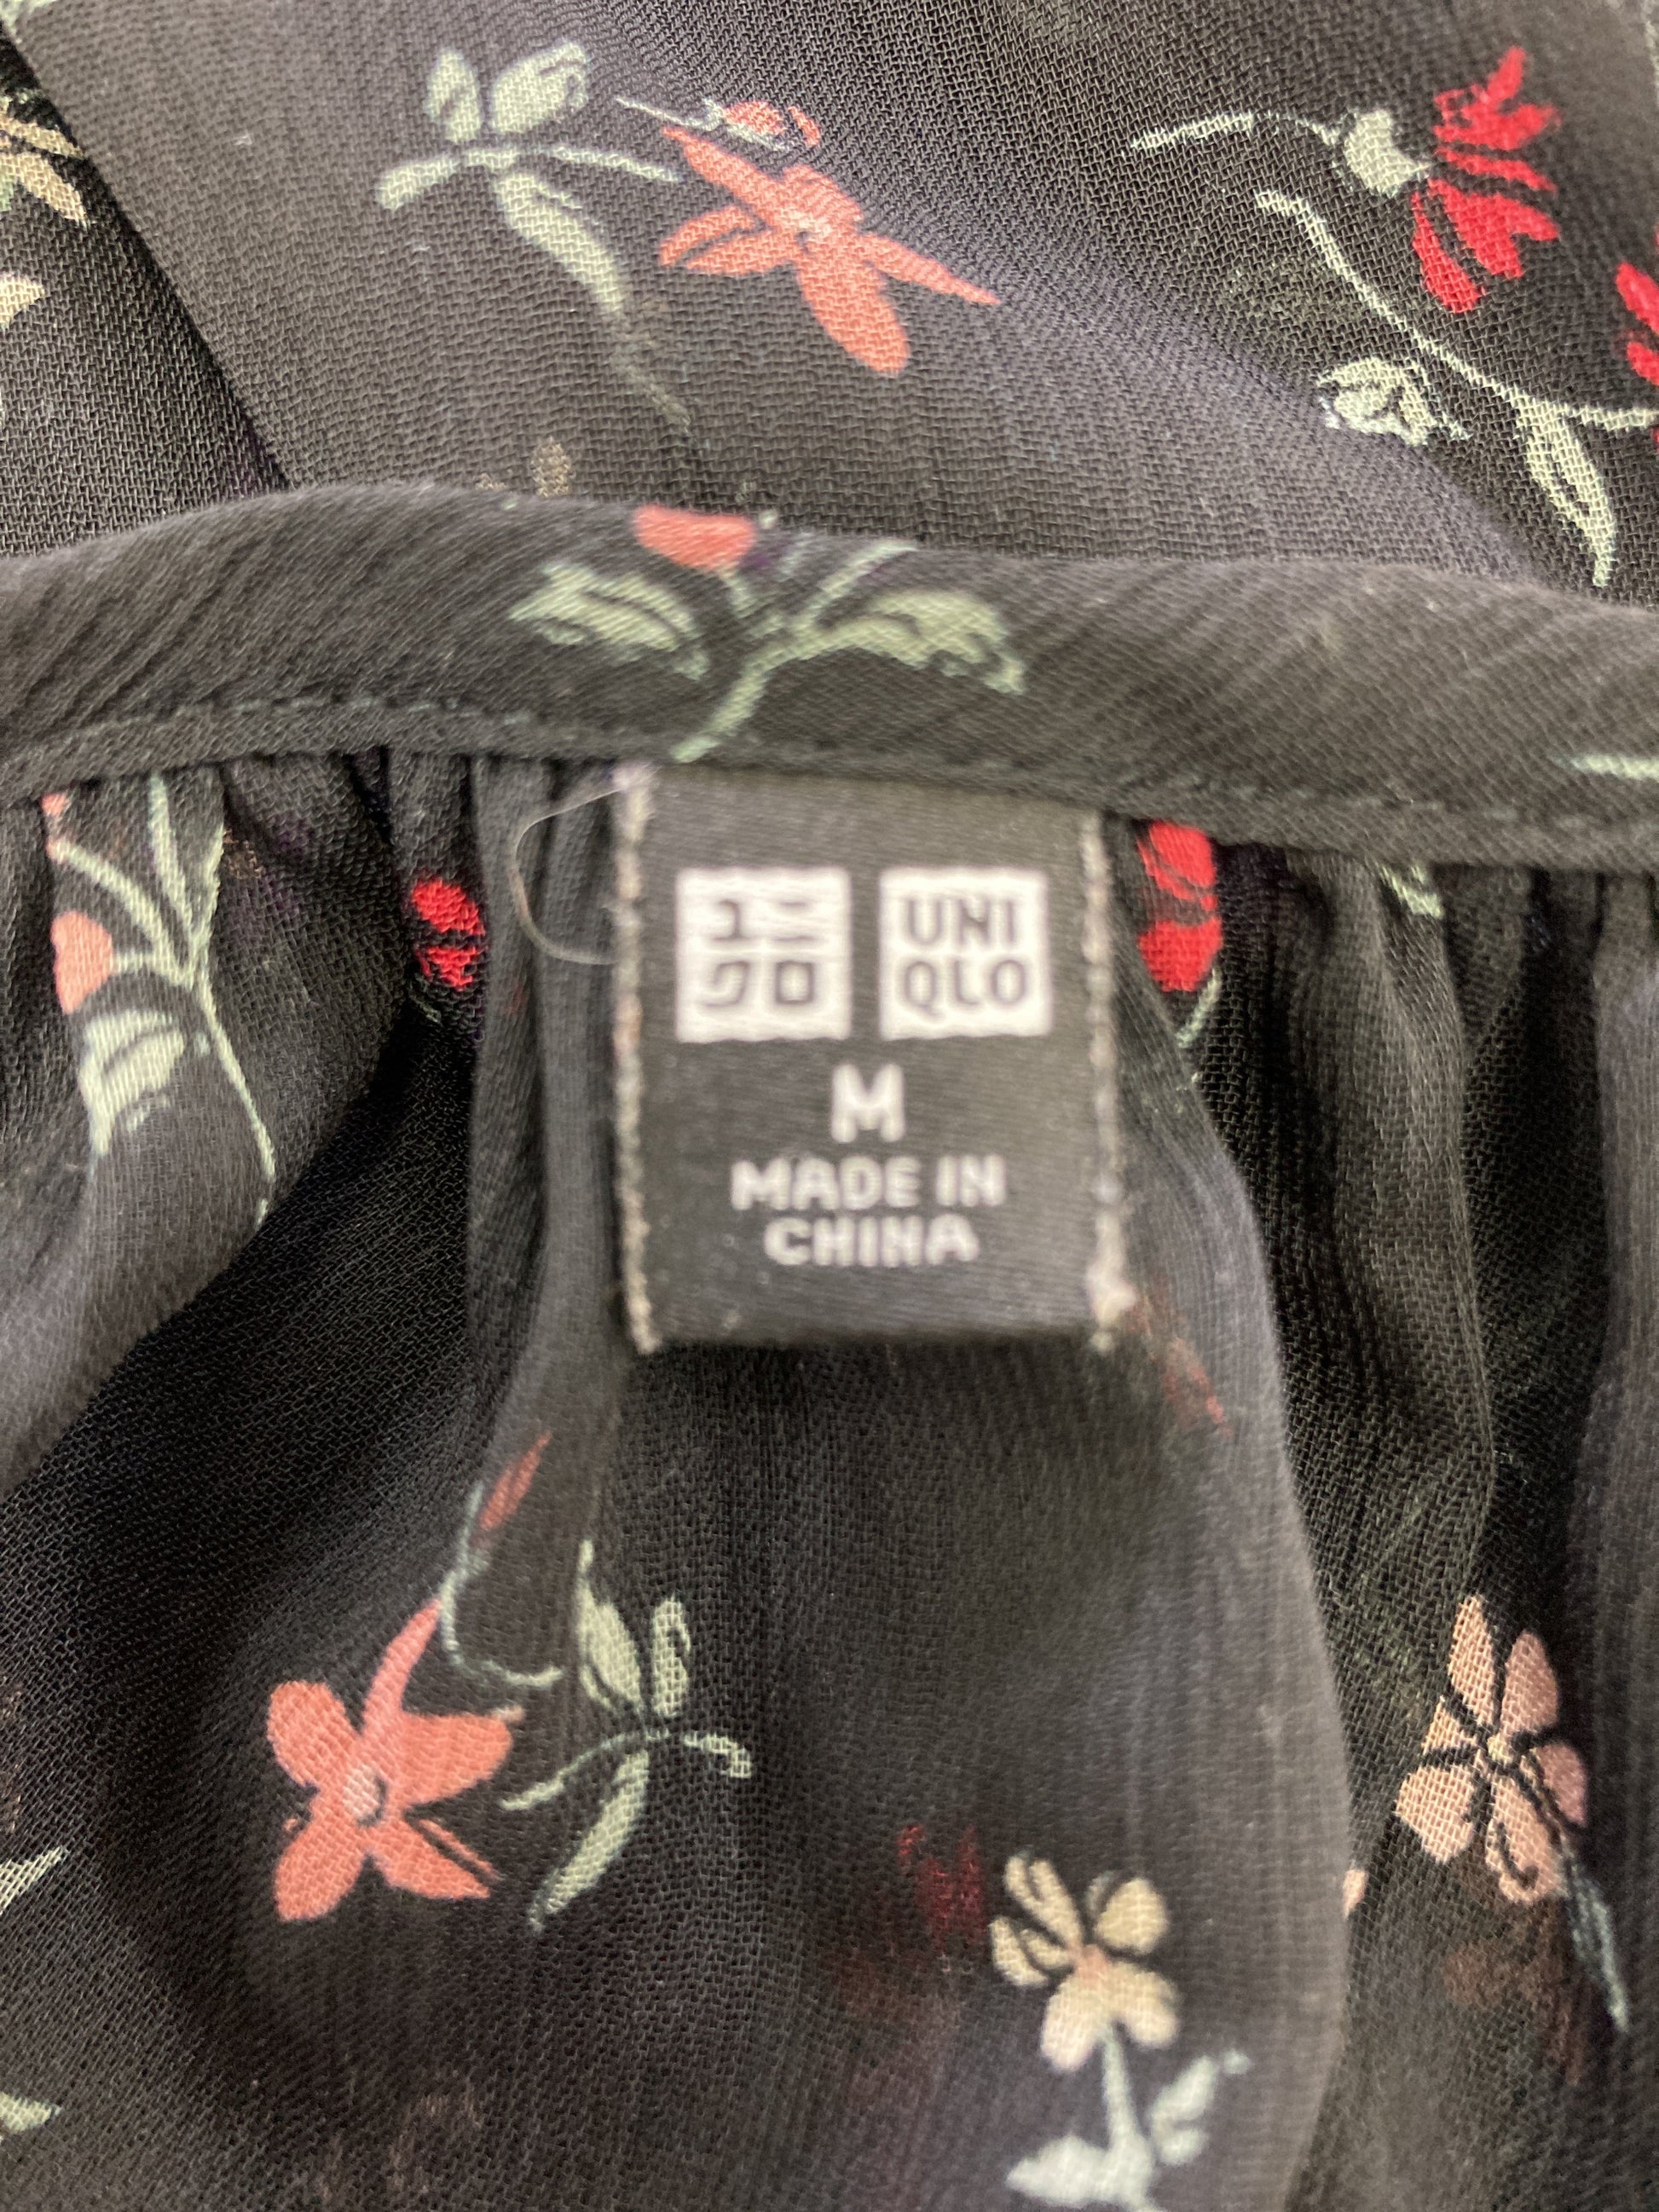 ユニ
クロ
UNI
QLO
M
MADE IN
CHINA